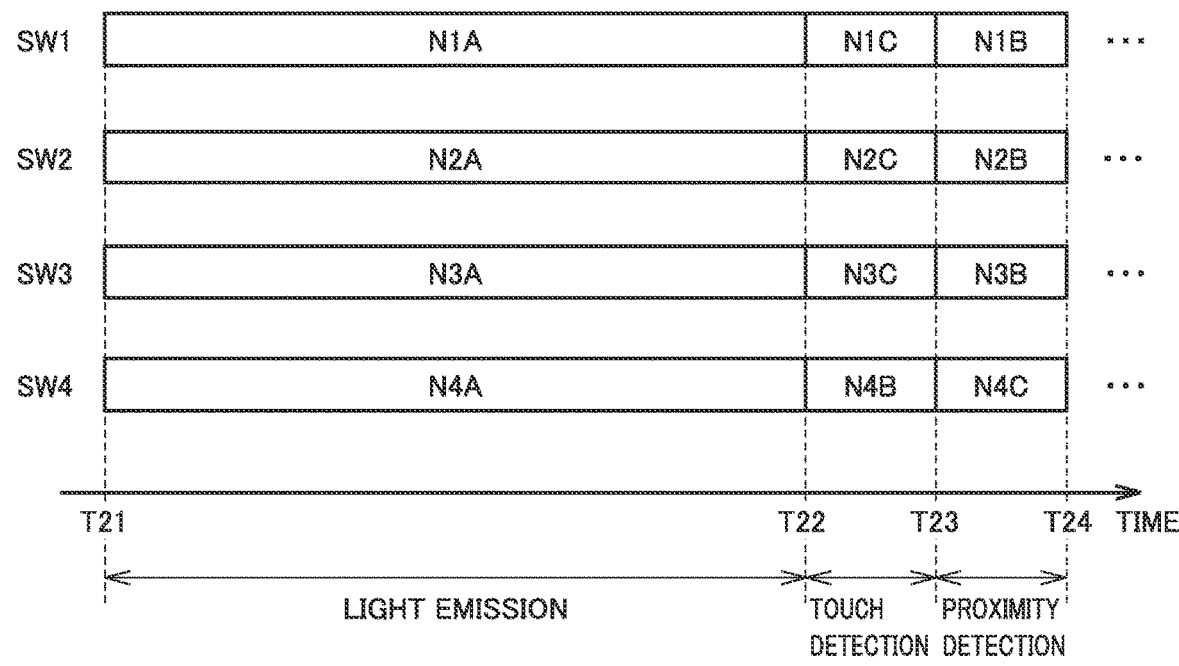 SW1 N1A N1C N1B ...
SW2 N2A N2C N2B ...
SW3 N3A N3C N3B ...
SW4 N4A N4B N4C ...
T21 T22 T23 T24 TIME
LIGHT EMISSION TOUCH PROXIMITY
DETECTION DETECTION